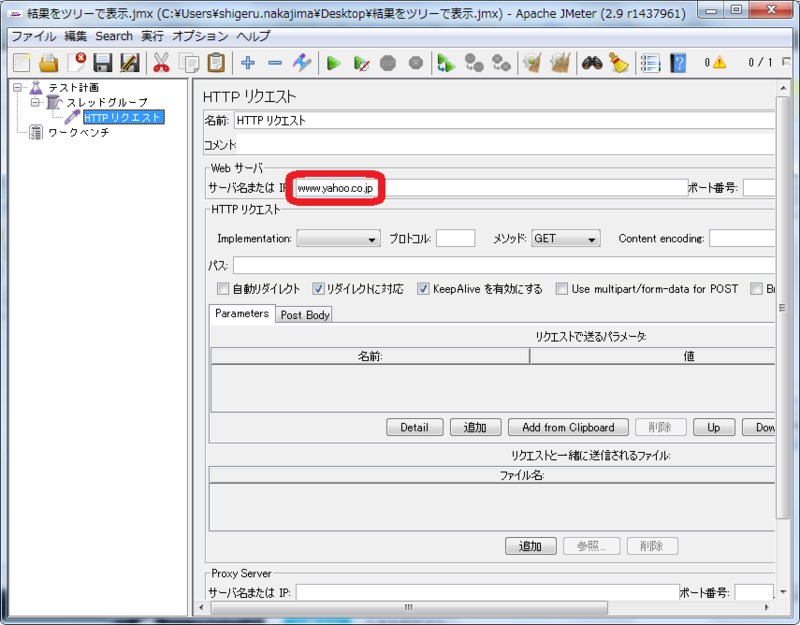 結果をツリーで表示.jmx (C:¥Users¥shigeru.nakajima¥Desktop¥結果をツリーで表示.jmx) - Apache JMeter (2.9 r1437961)
ファイル 編集 Search 実行 オプション ヘルプ
0 0 / 1
テスト計画
スレッドグループ
HTTP リクエスト
ワークベンチ
HTTP リクエスト
名前: HTTP リクエスト
コメント:
Web サーバ
サーバ名または IP: www.yahoo.co.jp ポート番号:
HTTP リクエスト
Implementation: プロトコル: メソッド: GET Content encoding:
パス:
自動リダイレクト リダイレクトに対応 KeepAlive を有効にする Use multipart/form-data for POST
Parameters Post Body
リクエストで送るパラメータ:
名前: 値
Detail 追加 Add from Clipboard 削除 Up Dow
リクエストと一緒に送信されるファイル:
ファイル名:
追加 参照... 削除
Proxy Server
サーバ名または IP: ポート番号: